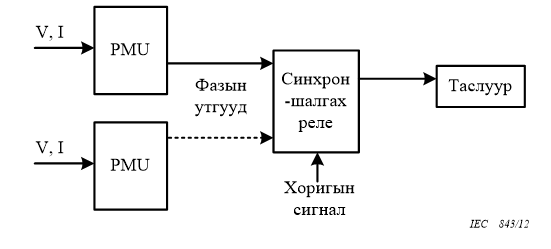 V, I
PMU
Фазын
утгууд
Синхрон
-шалгах
реле
Таслуур
V, I
PMU
Хоригын
сигнал
IEC 843/12